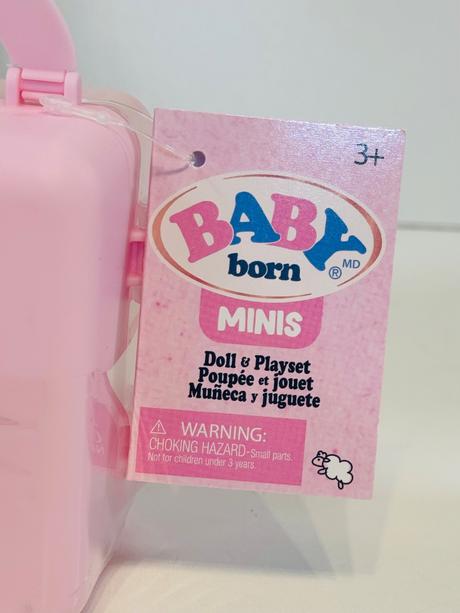 3+
BABY
born
® MD
MINIS
Doll & Playset
Poupée et jouet
Muñeca y juguete
WARNING:
CHOKING HAZARD-Small parts.
Not for children under 3 years.